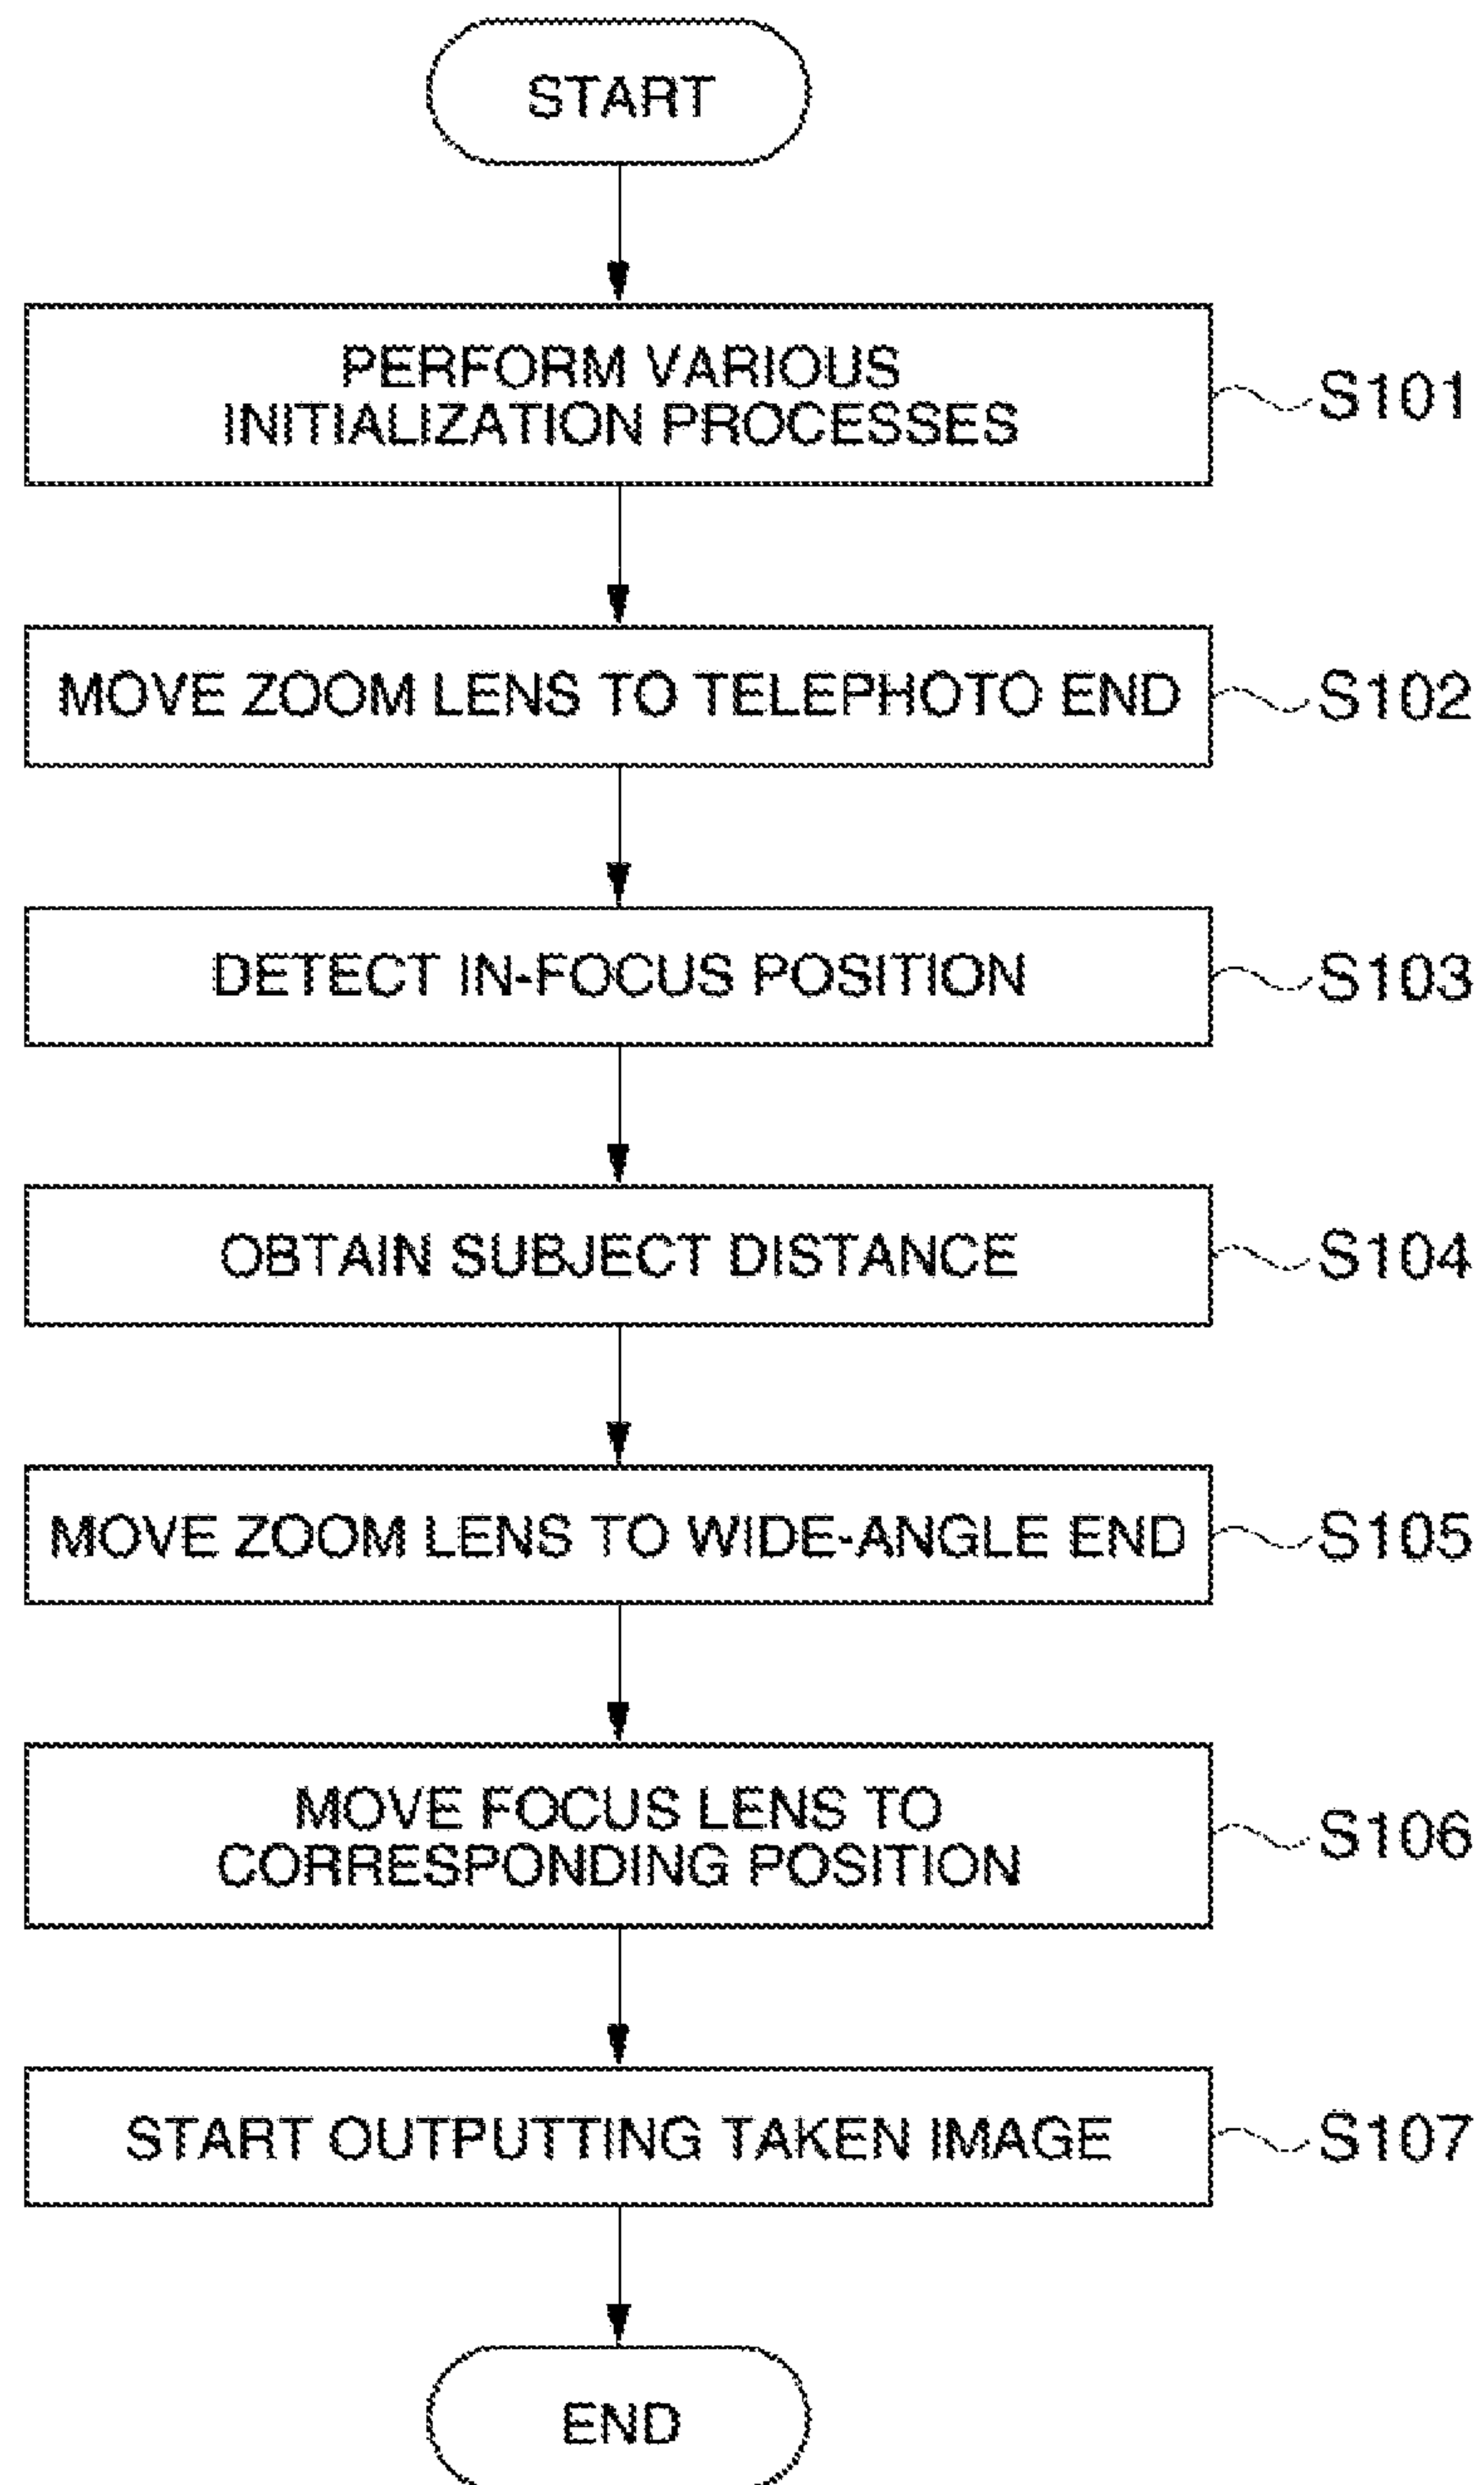 START
PERFORM VARIOUS
INITIALIZATION PROCESSES
S101
MOVE ZOOM LENS TO TELEPHOTO END
S102
DETECT IN-FOCUS POSITION
S103
OBTAIN SUBJECT DISTANCE
S104
MOVE ZOOM LENS TO WIDE-ANGLE END
S105
MOVE FOCUS LENS TO
CORRESPONDING POSITION
S106
START OUTPUTTING TAKEN IMAGE
S107
END